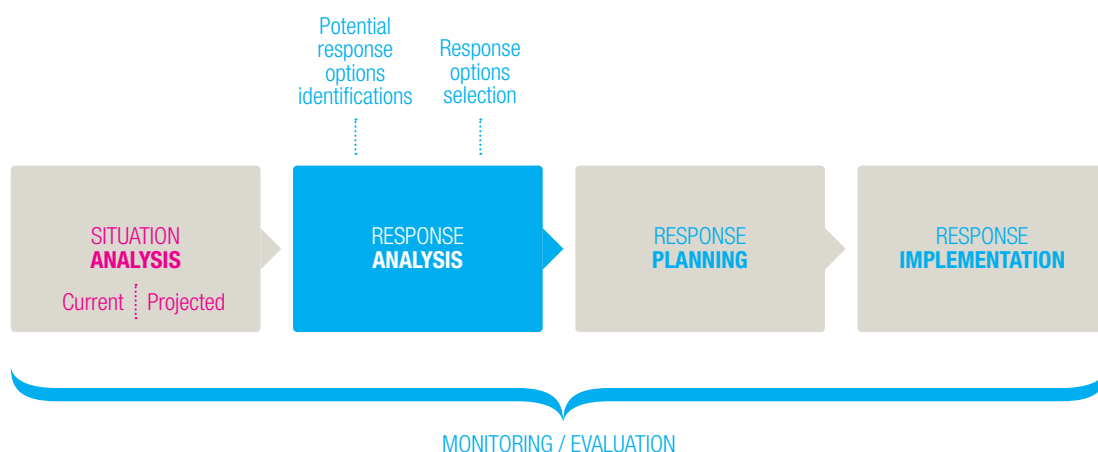 Potential
response
options
identifications
Response
options
selection
SITUATION
ANALYSIS
Current
Projected
RESPONSE
ANALYSIS
RESPONSE
PLANNING
RESPONSE
IMPLEMENTATION
MONITORING / EVALUATION